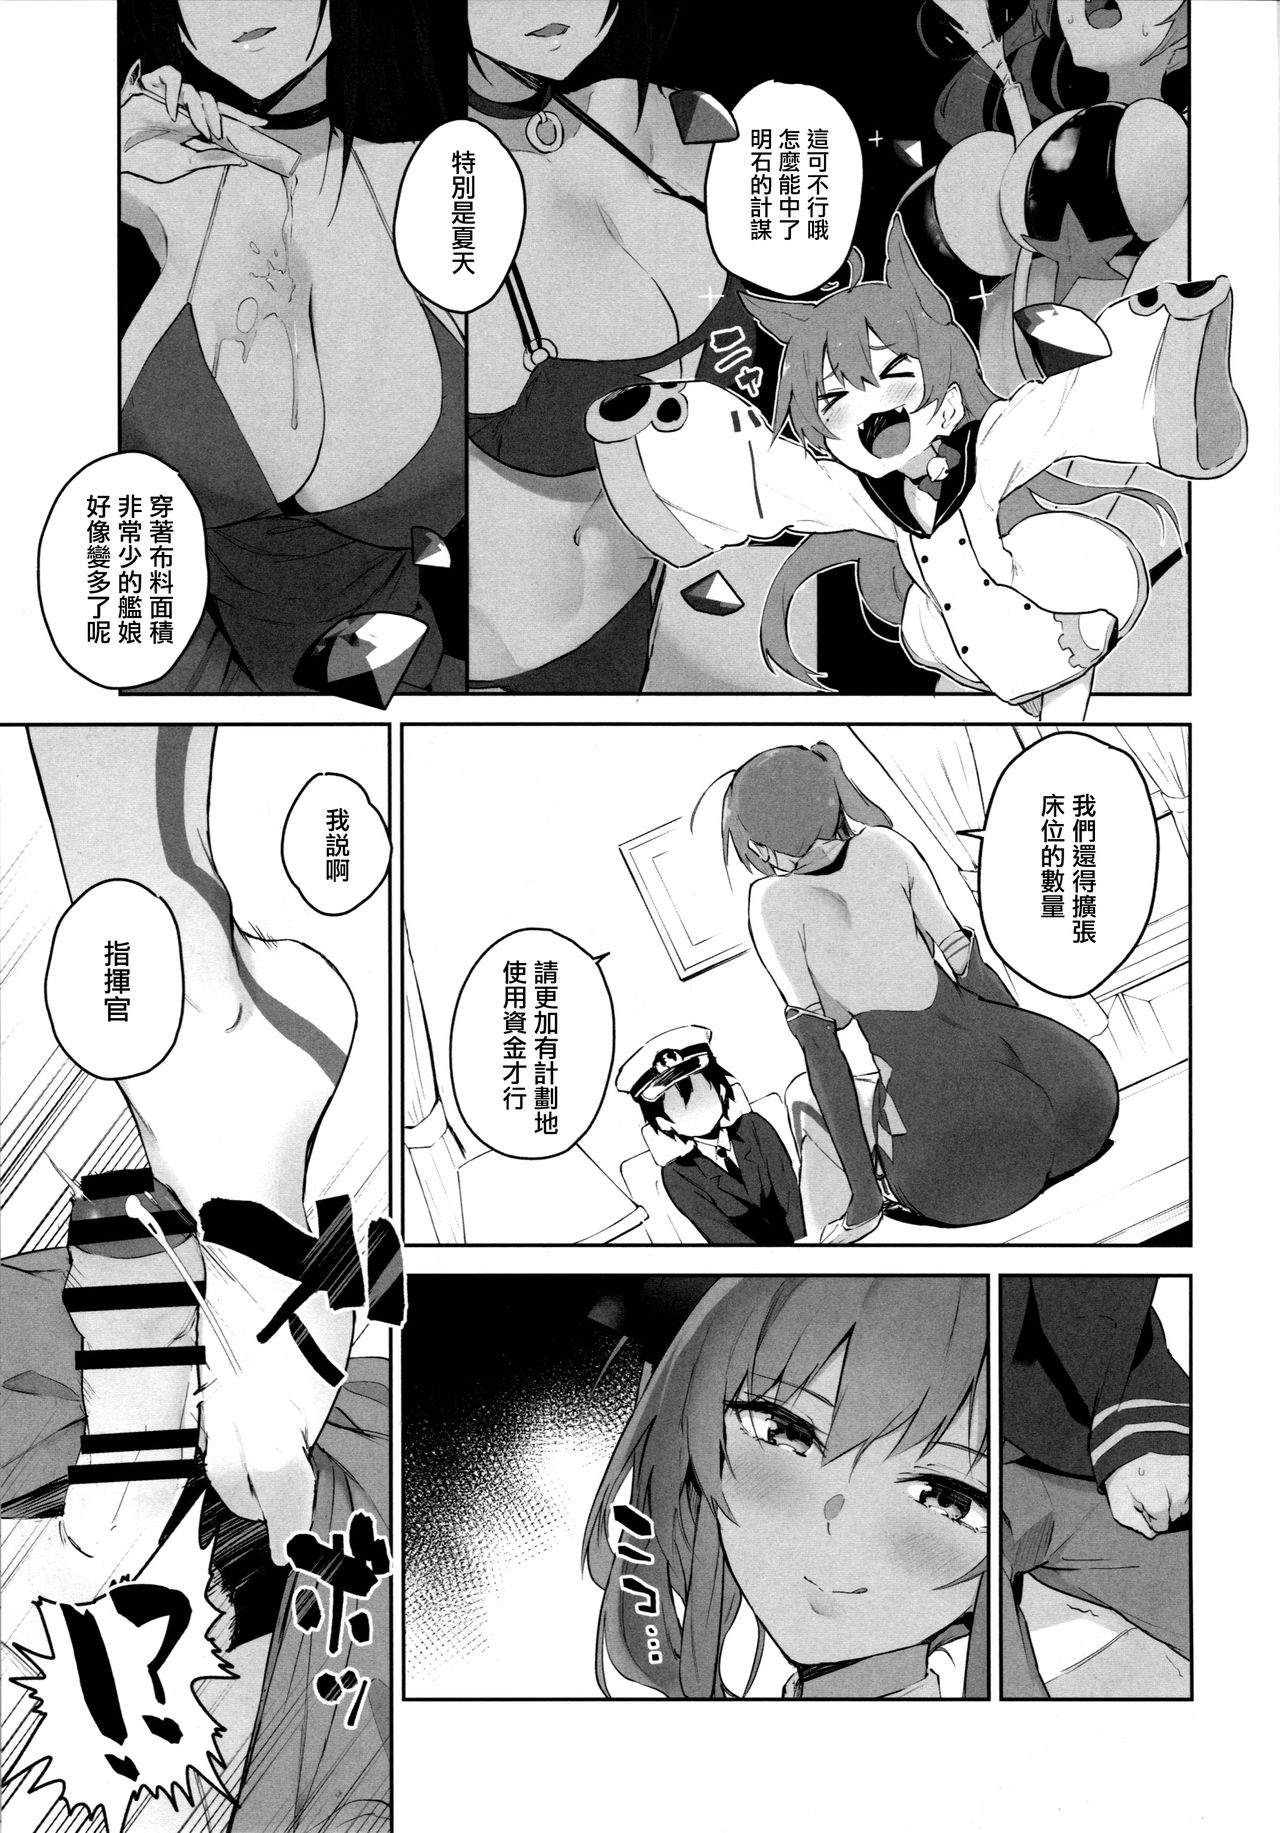 這可不行哦
怎麼能中了
明石的計謀
ニャー
特別是夏天
穿著布料面積
非常少的艦娘
好像變多了呢
我們還得擴張
床位的數量
請更加有計劃地
使用資金才行
我説啊
指揮官
ボッ
!?